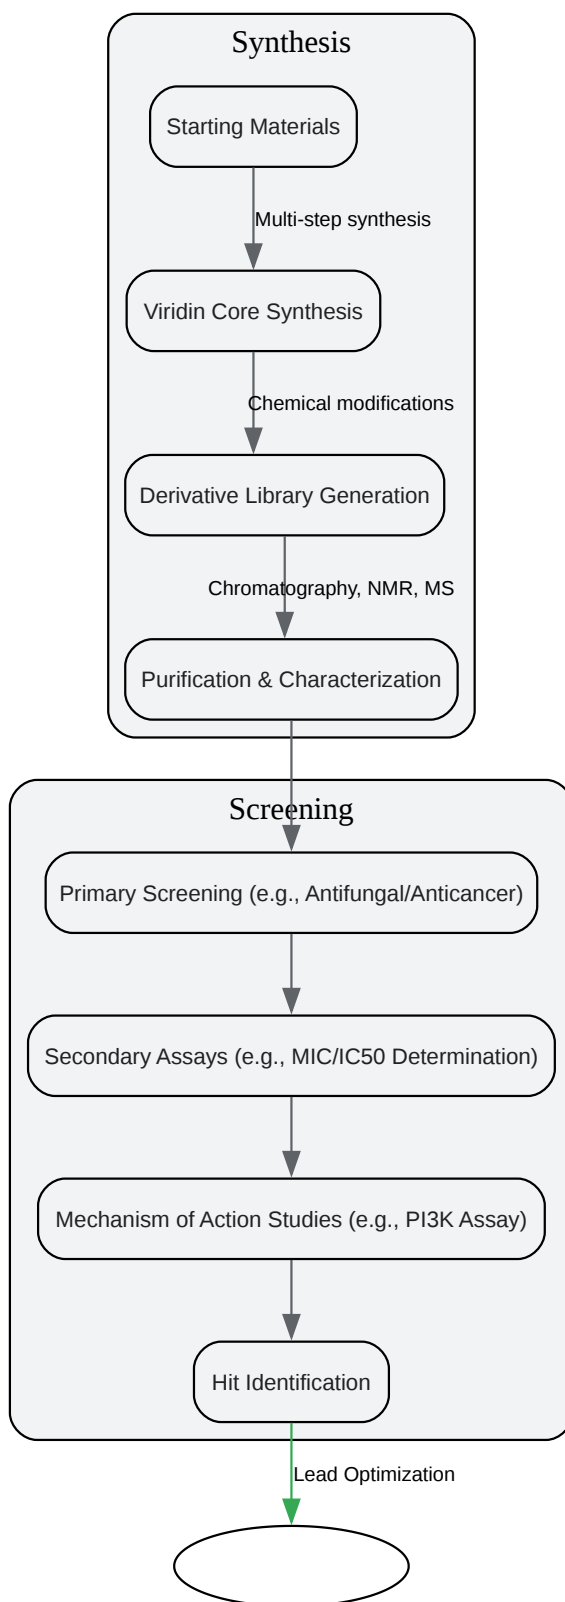 Synthesis
Starting Materials
Multi-step synthesis
Viridin Core Synthesis
Chemical modifications
Derivative Library Generation
Chromatography, NMR, MS
Purification & Characterization
Screening
Primary Screening (e.g., Antifungal/Anticancer)
Secondary Assays (e.g., MIC/IC50 Determination)
Mechanism of Action Studies (e.g., PI3K Assay)
Hit Identification
Lead Optimization